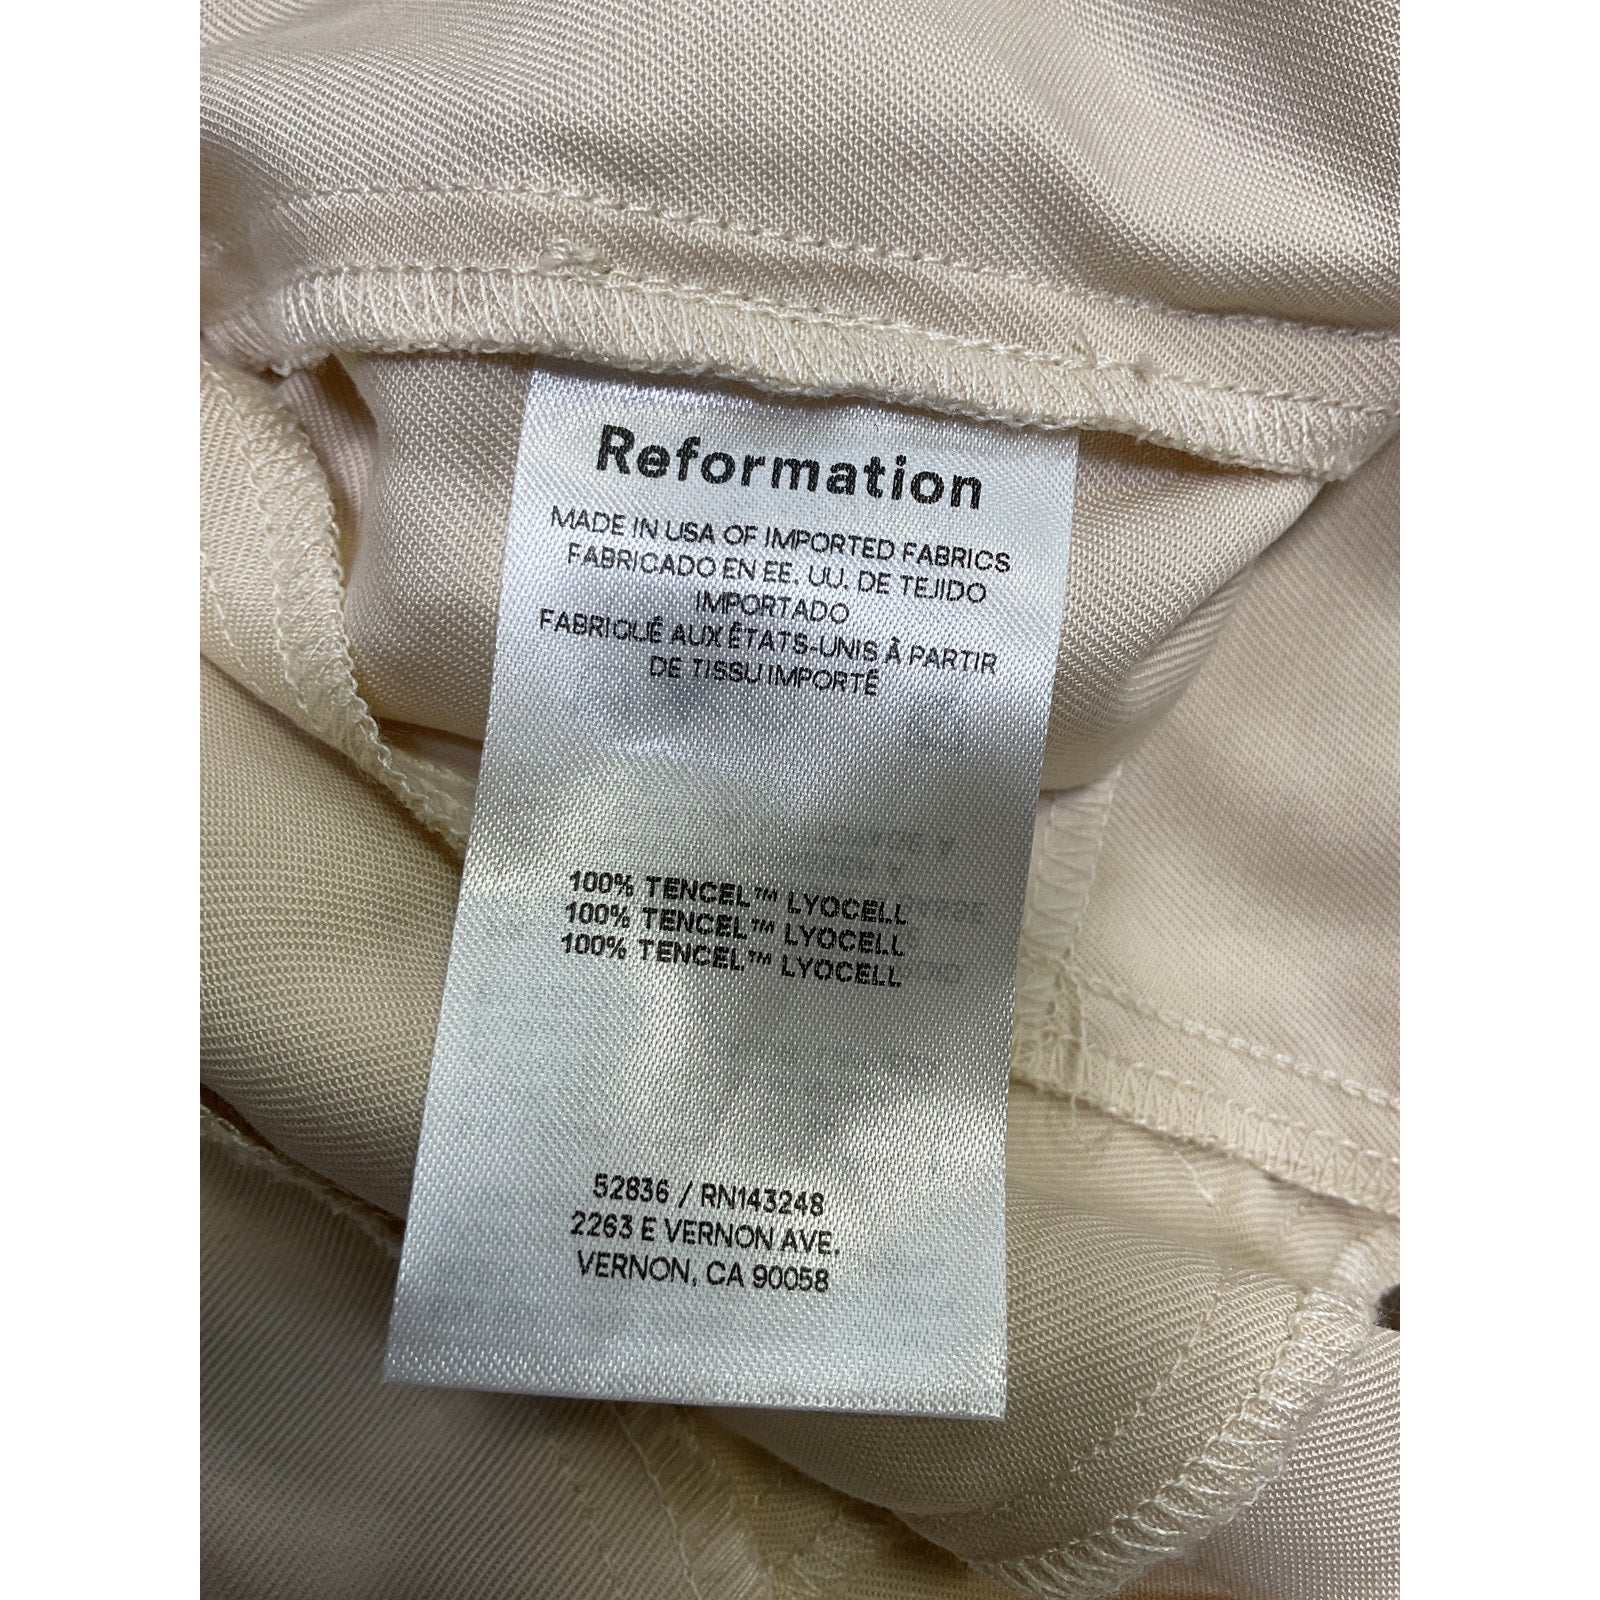 Reformation
MADE IN USA OF IMPORTED FABRICS
FABRICADO EN EE. UU. DE TEJIDO
IMPORTADO
FABRIQUÉ AUX ÉTATS-UNIS À PARTIR
DE TISSU IMPORTÉ
100% TENCEL™ LYOCELL
100% TENCEL™ LYOCELL
100% TENCEL™ LYOCELL
52836 / RN143248
2263 E VERNON AVE.
VERNON, CA 90058